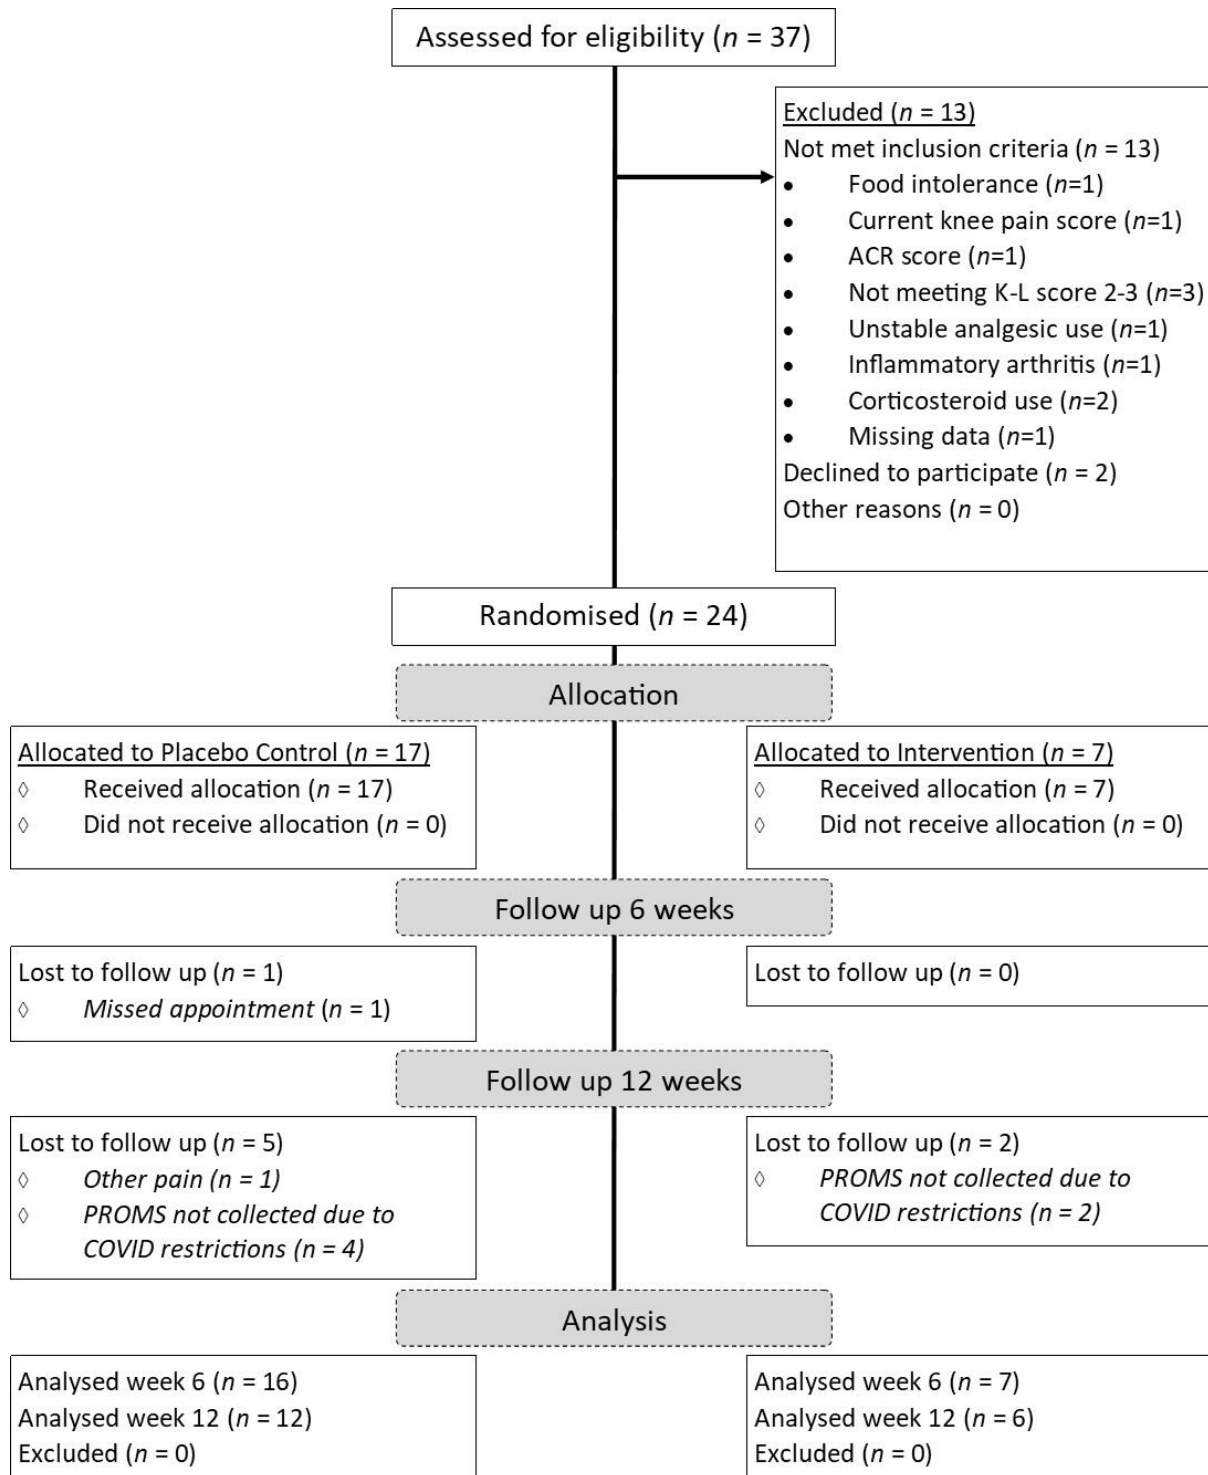 Assessed for eligibility (n = 37)
Excluded (n = 13)
Not met inclusion criteria (n = 13)
• Food intolerance (n=1)
• Current knee pain score (n=1)
• ACR score (n=1)
• Not meeting K-L score 2-3 (n=3)
• Unstable analgesic use (n=1)
• Inflammatory arthritis (n=1)
• Corticosteroid use (n=2)
• Missing data (n=1)
Declined to participate (n = 2)
Other reasons (n = 0)
Randomised (n = 24)
Allocation
Allocated to Placebo Control (n = 17)
◊ Received allocation (n = 17)
◊ Did not receive allocation (n = 0)
Allocated to Intervention (n = 7)
◊ Received allocation (n = 7)
◊ Did not receive allocation (n = 0)
Follow up 6 weeks
Lost to follow up (n = 1)
◊ Missed appointment (n = 1)
Lost to follow up (n = 0)
Follow up 12 weeks
Lost to follow up (n = 5)
◊ Other pain (n = 1)
◊ PROMS not collected due to
COVID restrictions (n = 4)
Lost to follow up (n = 2)
◊ PROMS not collected due to
COVID restrictions (n = 2)
Analysis
Analysed week 6 (n = 16)
Analysed week 12 (n = 12)
Excluded (n = 0)
Analysed week 6 (n = 7)
Analysed week 12 (n = 6)
Excluded (n = 0)